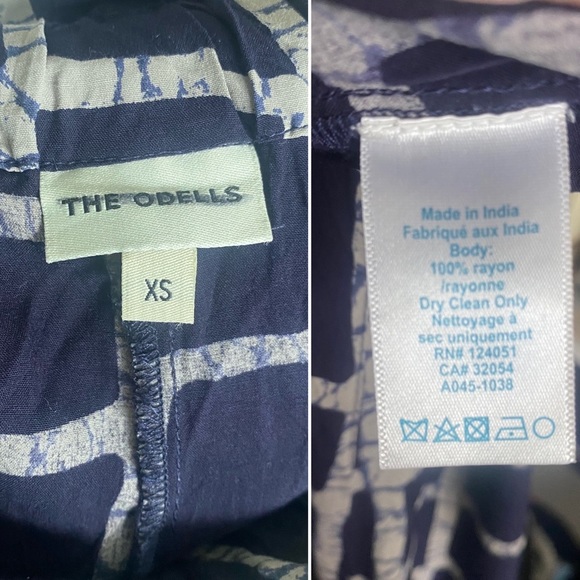 THE ODELLS
XS
Made in India
Fabriqué aux India
Body:
100% rayon
/rayonne
Dry Clean Only
Nettoyage à
sec uniquement
RN# 124051
CA# 32054
A045-1038